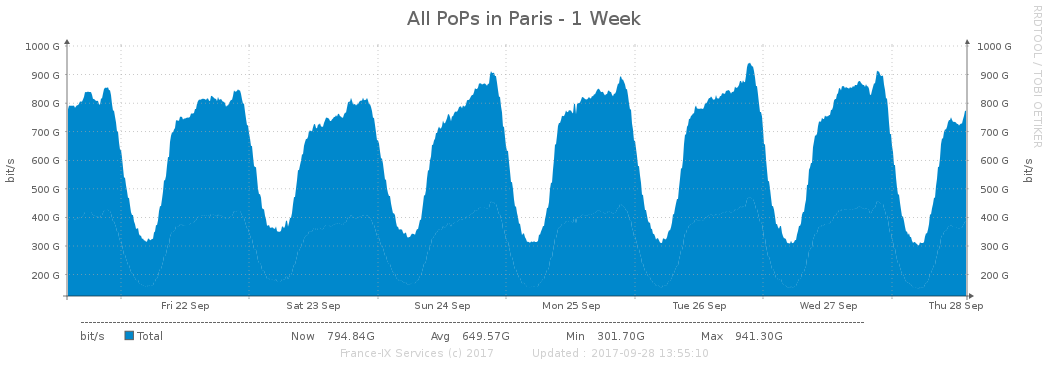 All PoPs in Paris - 1 Week
RRDTOOL / TOBI OETIKER
1000 G 1000 G
900 G 900 G
800 G 800 G
700 G 700 G
600 G 600 G
500 G 500 G
400 G 400 G
300 G 300 G
200 G 200 G
bit/s bit/s
Fri 22 Sep Sat 23 Sep Sun 24 Sep Mon 25 Sep Tue 26 Sep Wed 27 Sep Thu 28 Sep
bit/s Total Now 794.84G Avg 649.57G Min 301.70G Max 941.30G
France-IX Services (c) 2017 Updated : 2017-09-28 13:55:10